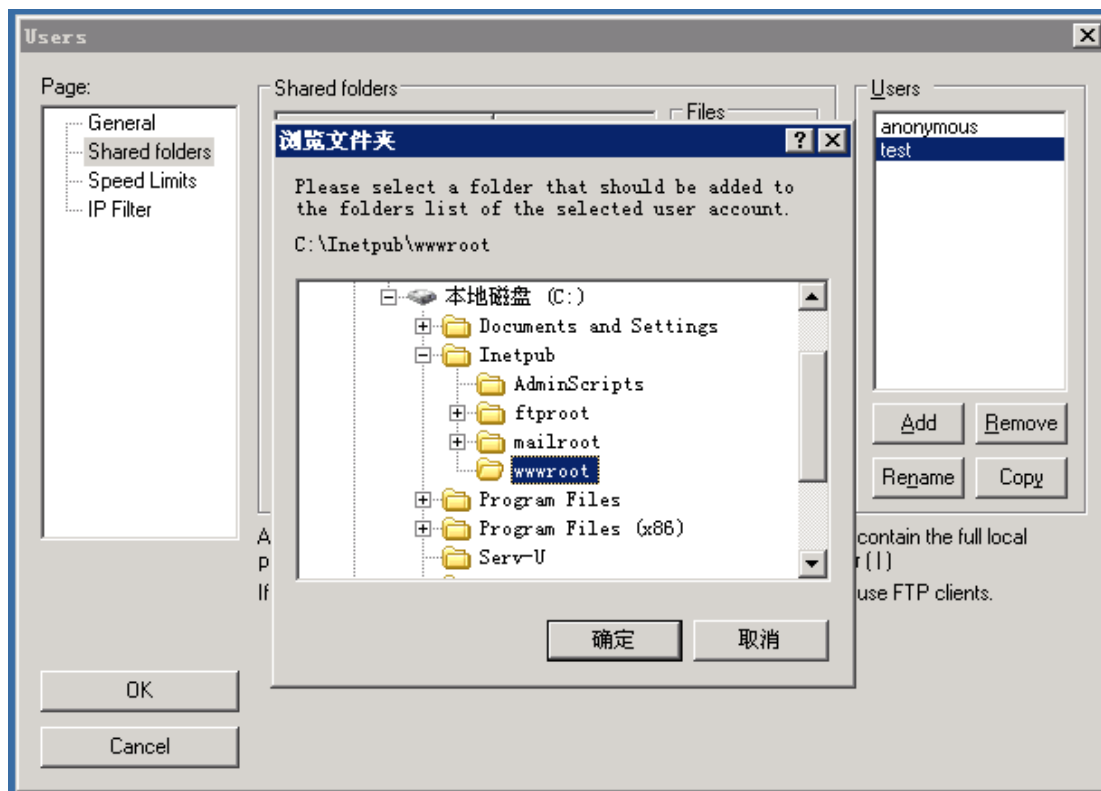 Users
Page:
General
Shared folders
Speed Limits
IP Filter
Shared folders
Files
浏览文件夹
Please select a folder that should be added to
the folders list of the selected user account.
C:\Inetpub\wwwroot
本地磁盘 (C:)
Documents and Settings
Inetpub
AdminScripts
ftproot
mailroot
wwwroot
Program Files
Program Files (x86)
Serv-U
确定
取消
Users
anonymous
test
Add
Remove
Rename
Copy
A contain the full local
p r ( | )
If use FTP clients.
OK
Cancel